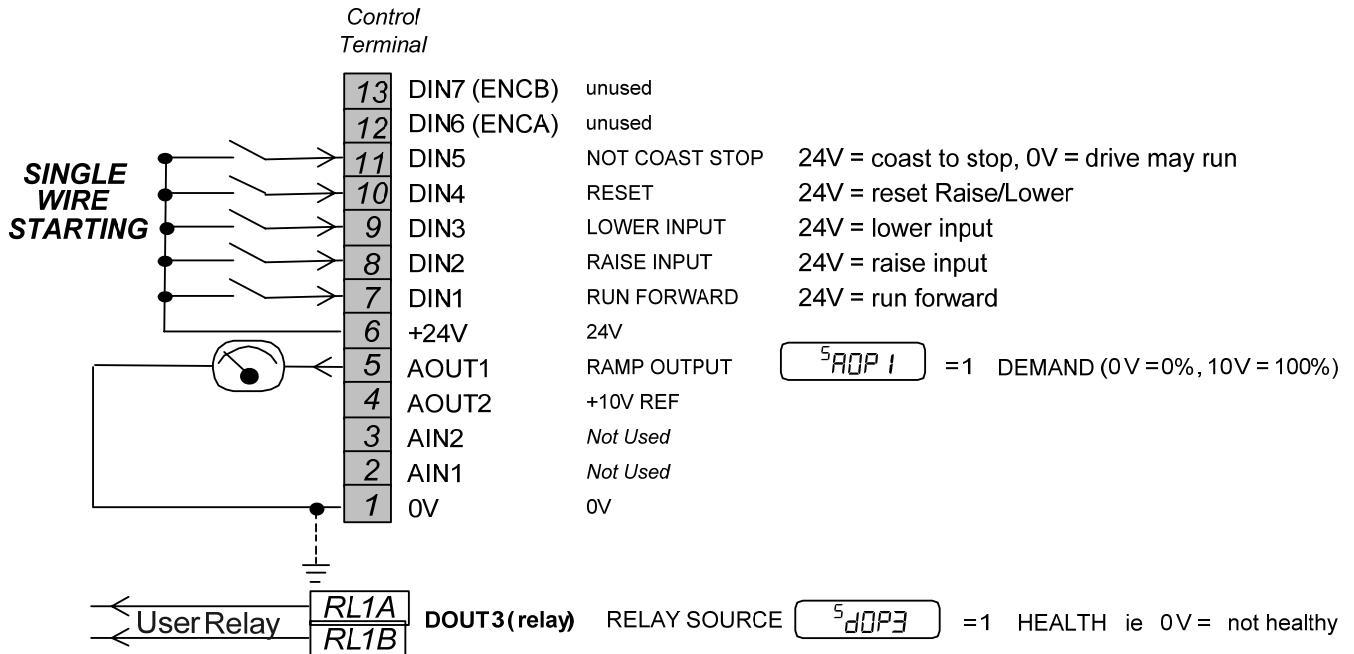 Control
Terminal
13 DIN7 (ENCB) unused
12 DIN6 (ENCA) unused
11 DIN5 NOT COAST STOP 24V = coast to stop, 0V = drive may run
SINGLE
WIRE
STARTING
10 DIN4 RESET 24V = reset Raise/Lower
9 DIN3 LOWER INPUT 24V = lower input
8 DIN2 RAISE INPUT 24V = raise input
7 DIN1 RUN FORWARD 24V = run forward
6 +24V 24V
5 AOUT1 RAMP OUTPUT SAOP 1 =1 DEMAND (0V =0%, 10V = 100%)
4 AOUT2 +10V REF
3 AIN2 Not Used
2 AIN1 Not Used
1 0V 0V
User Relay RL1A DOUT3 (relay) RELAY SOURCE SdOP3 =1 HEALTH ie 0V = not healthy
RL1B